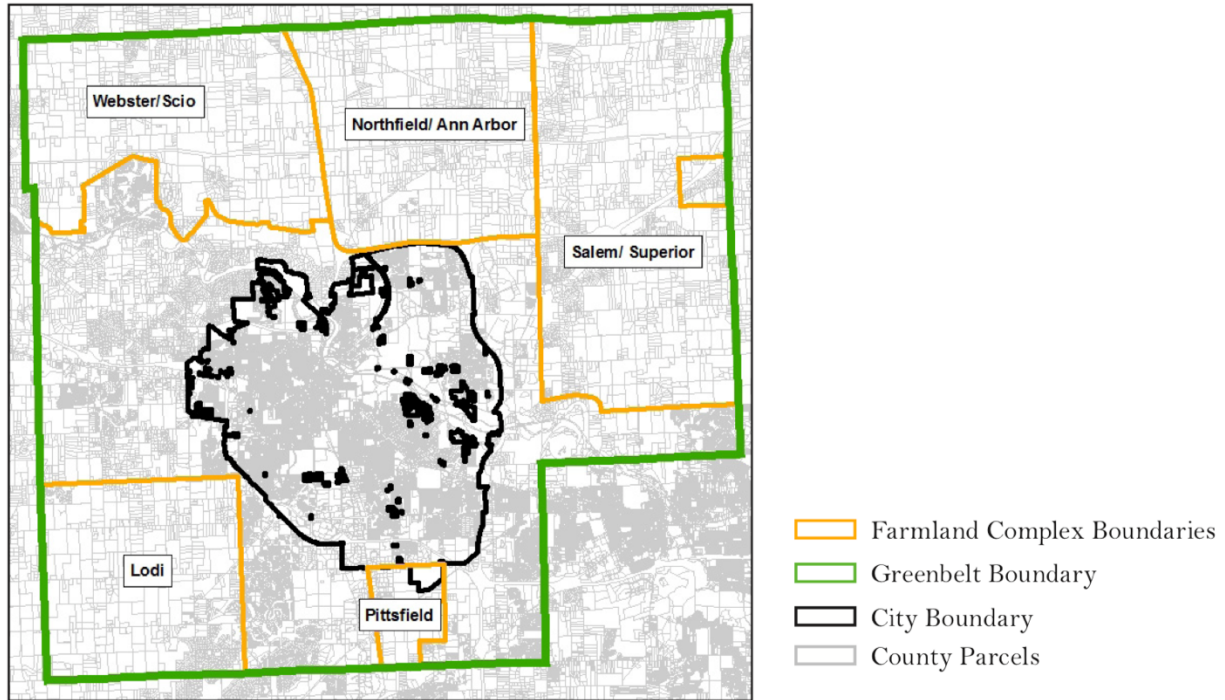 Webster/Scio
Northfield/ Ann Arbor
Salem/ Superior
Lodi
Pittsfield
Farmland Complex Boundaries
Greenbelt Boundary
City Boundary
County Parcels